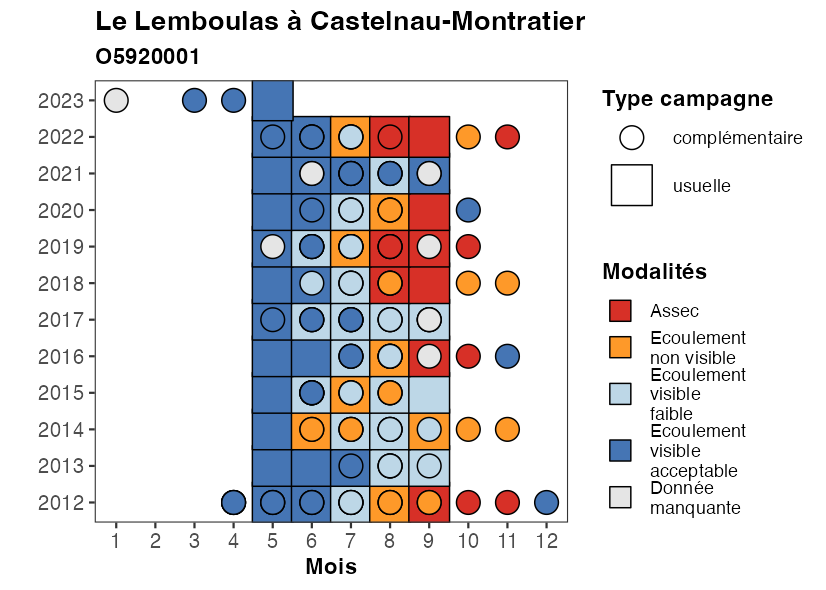 Le Lemboulas à Castelnau-Montratier
O5920001
2023
2022
2021
2020
2019
2018
2017
2016
2015
2014
2013
2012
1 2 3 4 5 6 7 8 9 10 11 12
Mois
Type campagne
complémentaire
usuelle
Modalités
Assec
Ecoulement
non visible
Ecoulement
visible
faible
Ecoulement
visible
acceptable
Donnée
manquante